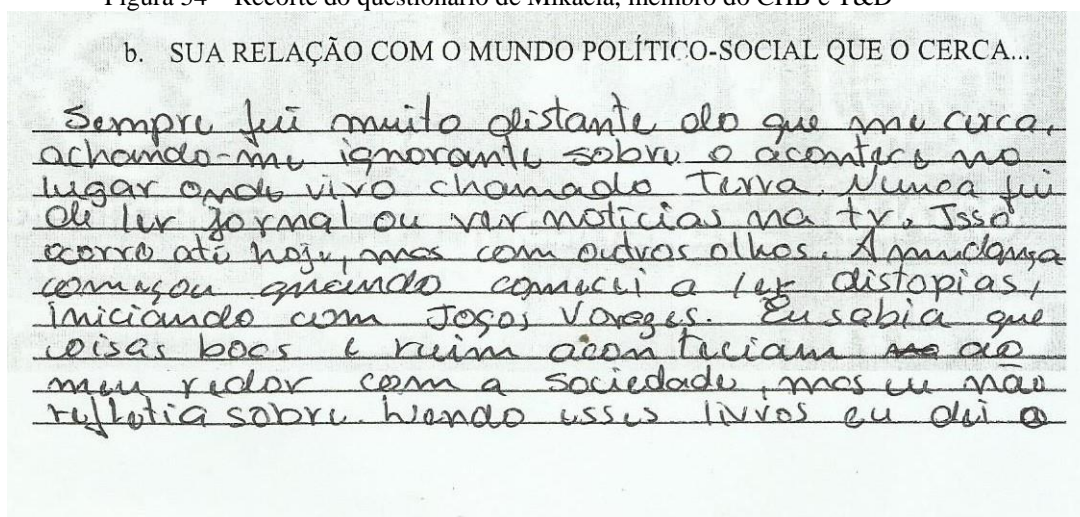 Figura 34 – Recorte do questionário de Mikaela, membro do CHB e T&D
b. SUA RELAÇÃO COM O MUNDO POLÍTICO-SOCIAL QUE O CERCA...
Sempre fui muito distante do que me cerca,
achando-me ignorante sobre o acontece no
lugar onde vivo chamado Terra. Nunca fui
de ler jornal ou ver notícias na tv. Isso
ocorre até hoje, mas com outros olhos. A mudança
começou quando comecei a ler distopias,
iniciando com Jogos Vorazes. Eu sabia que
coisas boas e ruim aconteciam ao
meu redor com a sociedade, mas eu não
refletia sobre. Lendo esses livros eu dei a